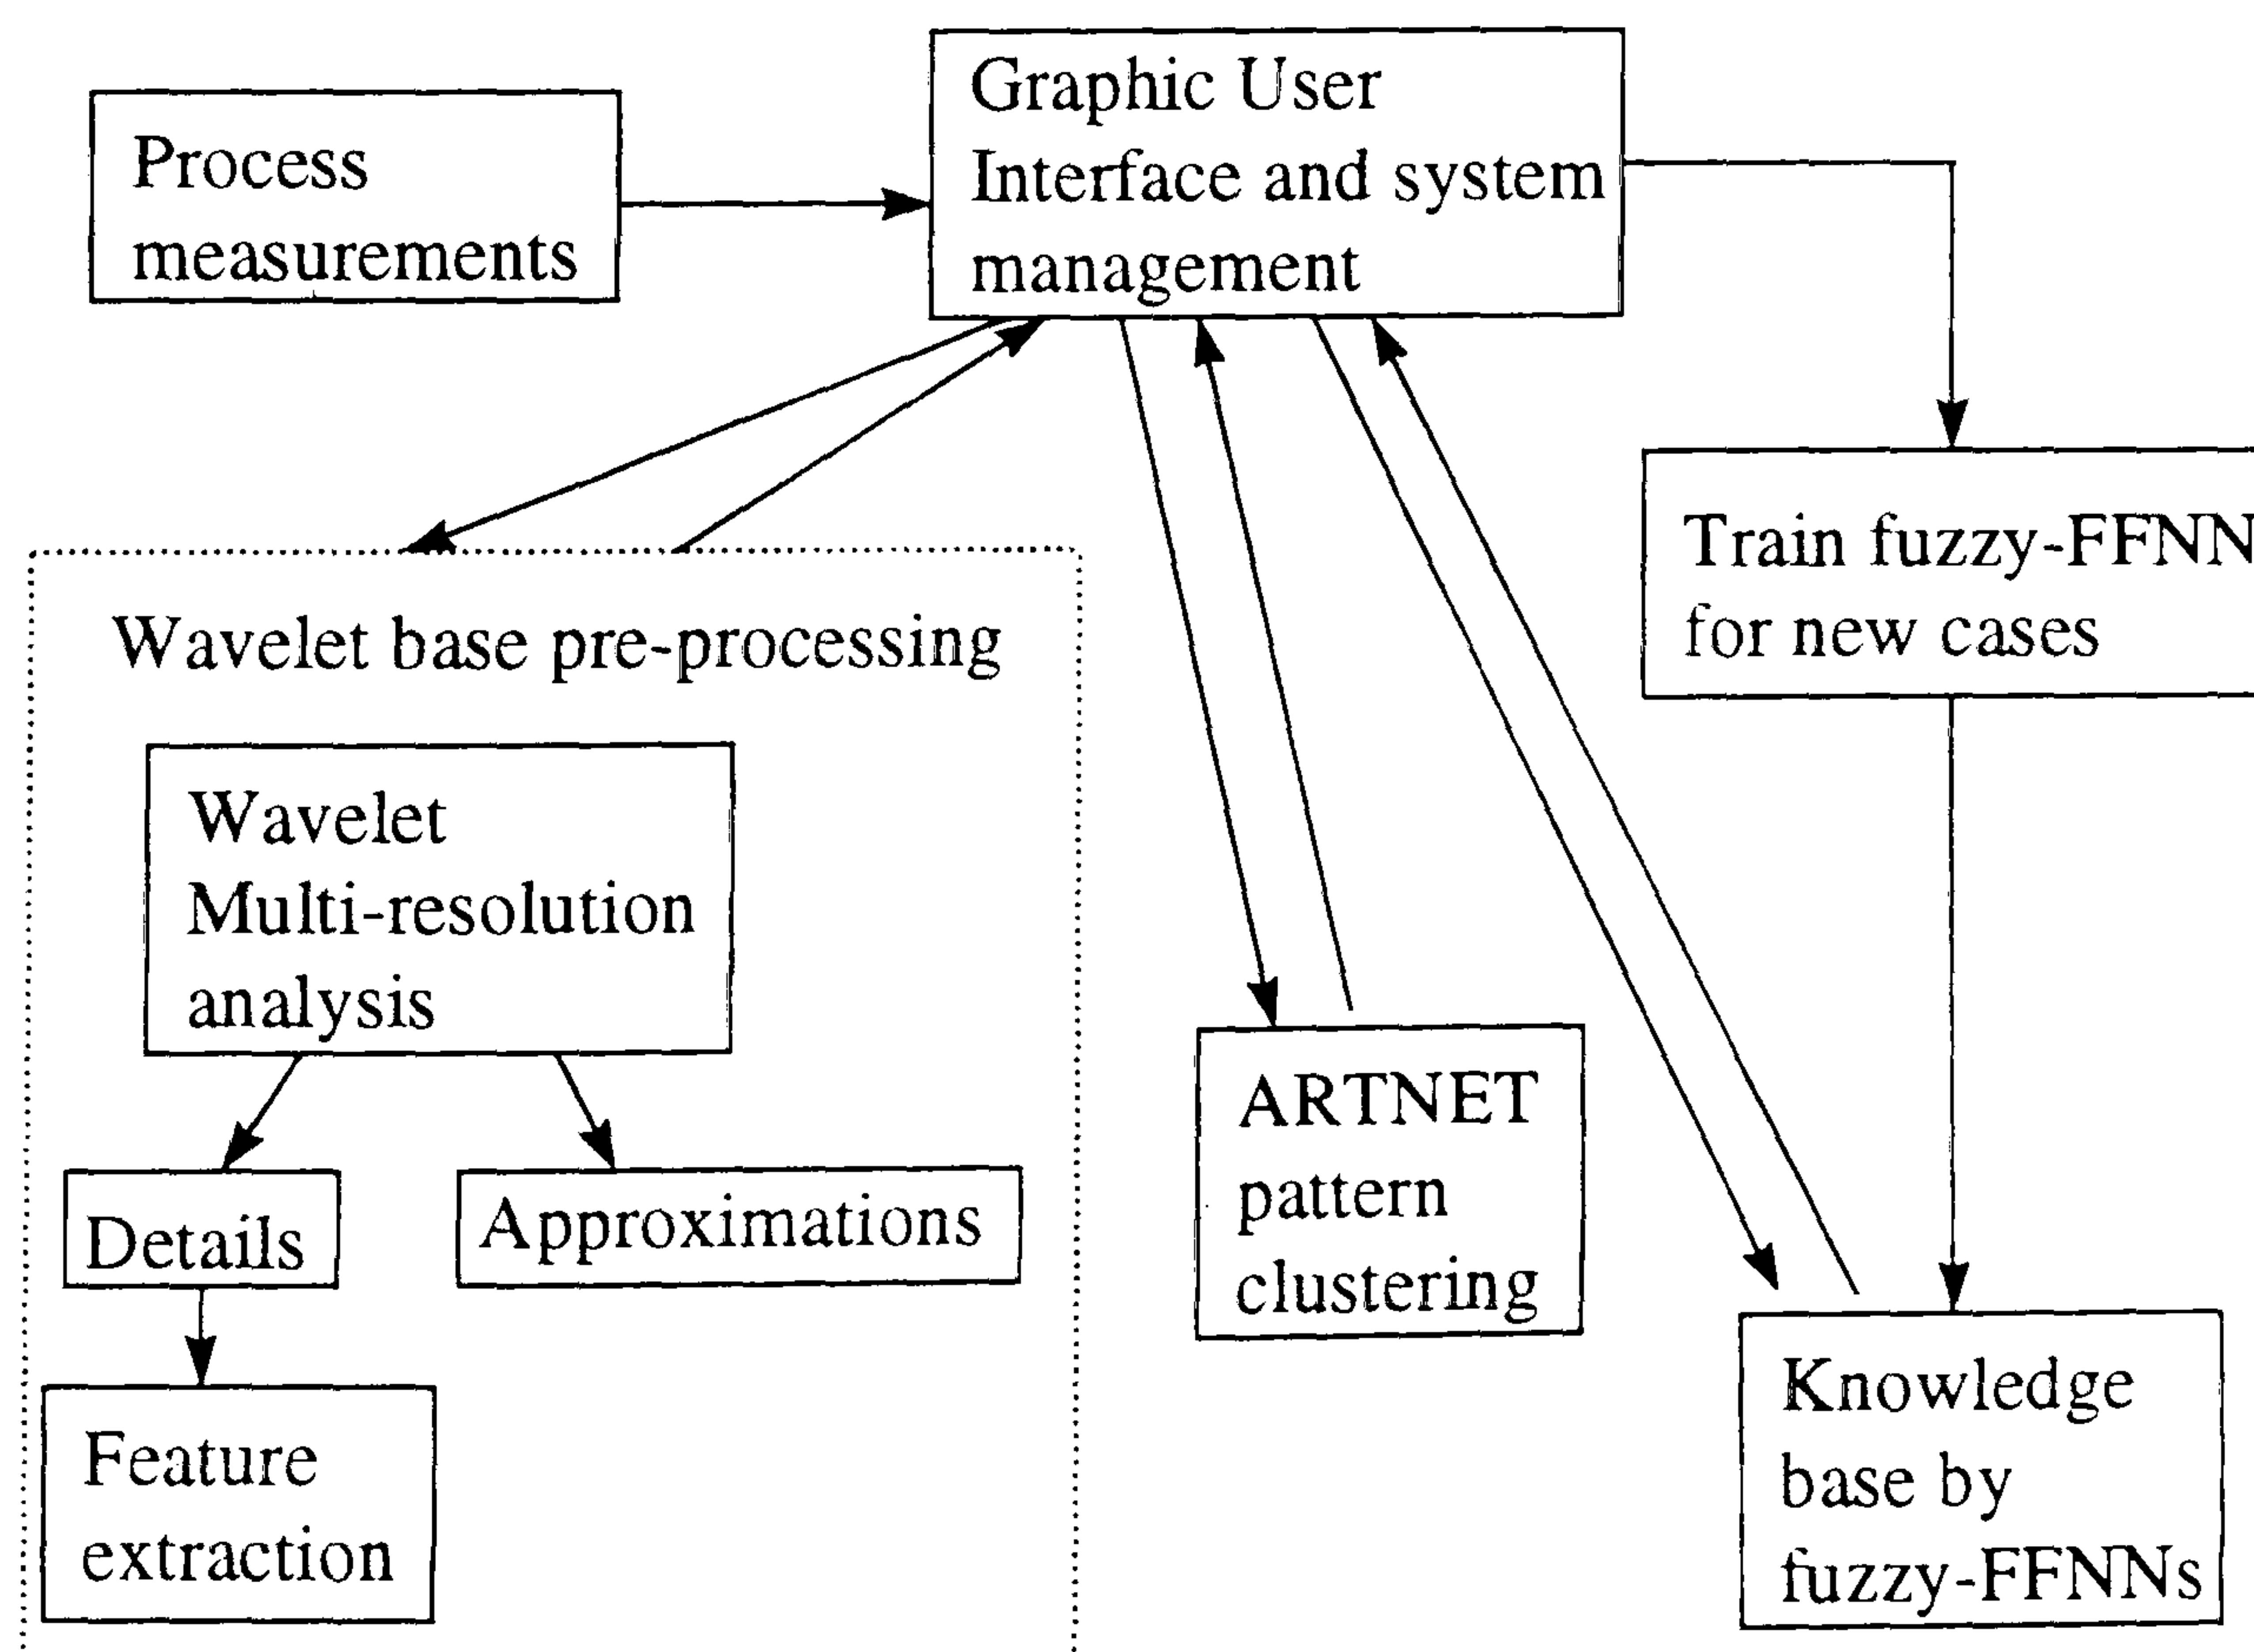 Process
measurements
Graphic User
Interface and system
management
Train fuzzy-FFNN
for new cases
Wavelet base pre-processing
Wavelet
Multi-resolution
analysis
Details
Approximations
Feature
extraction
ARTNET
pattern
clustering
Knowledge
base by
fuzzy-FFNNs